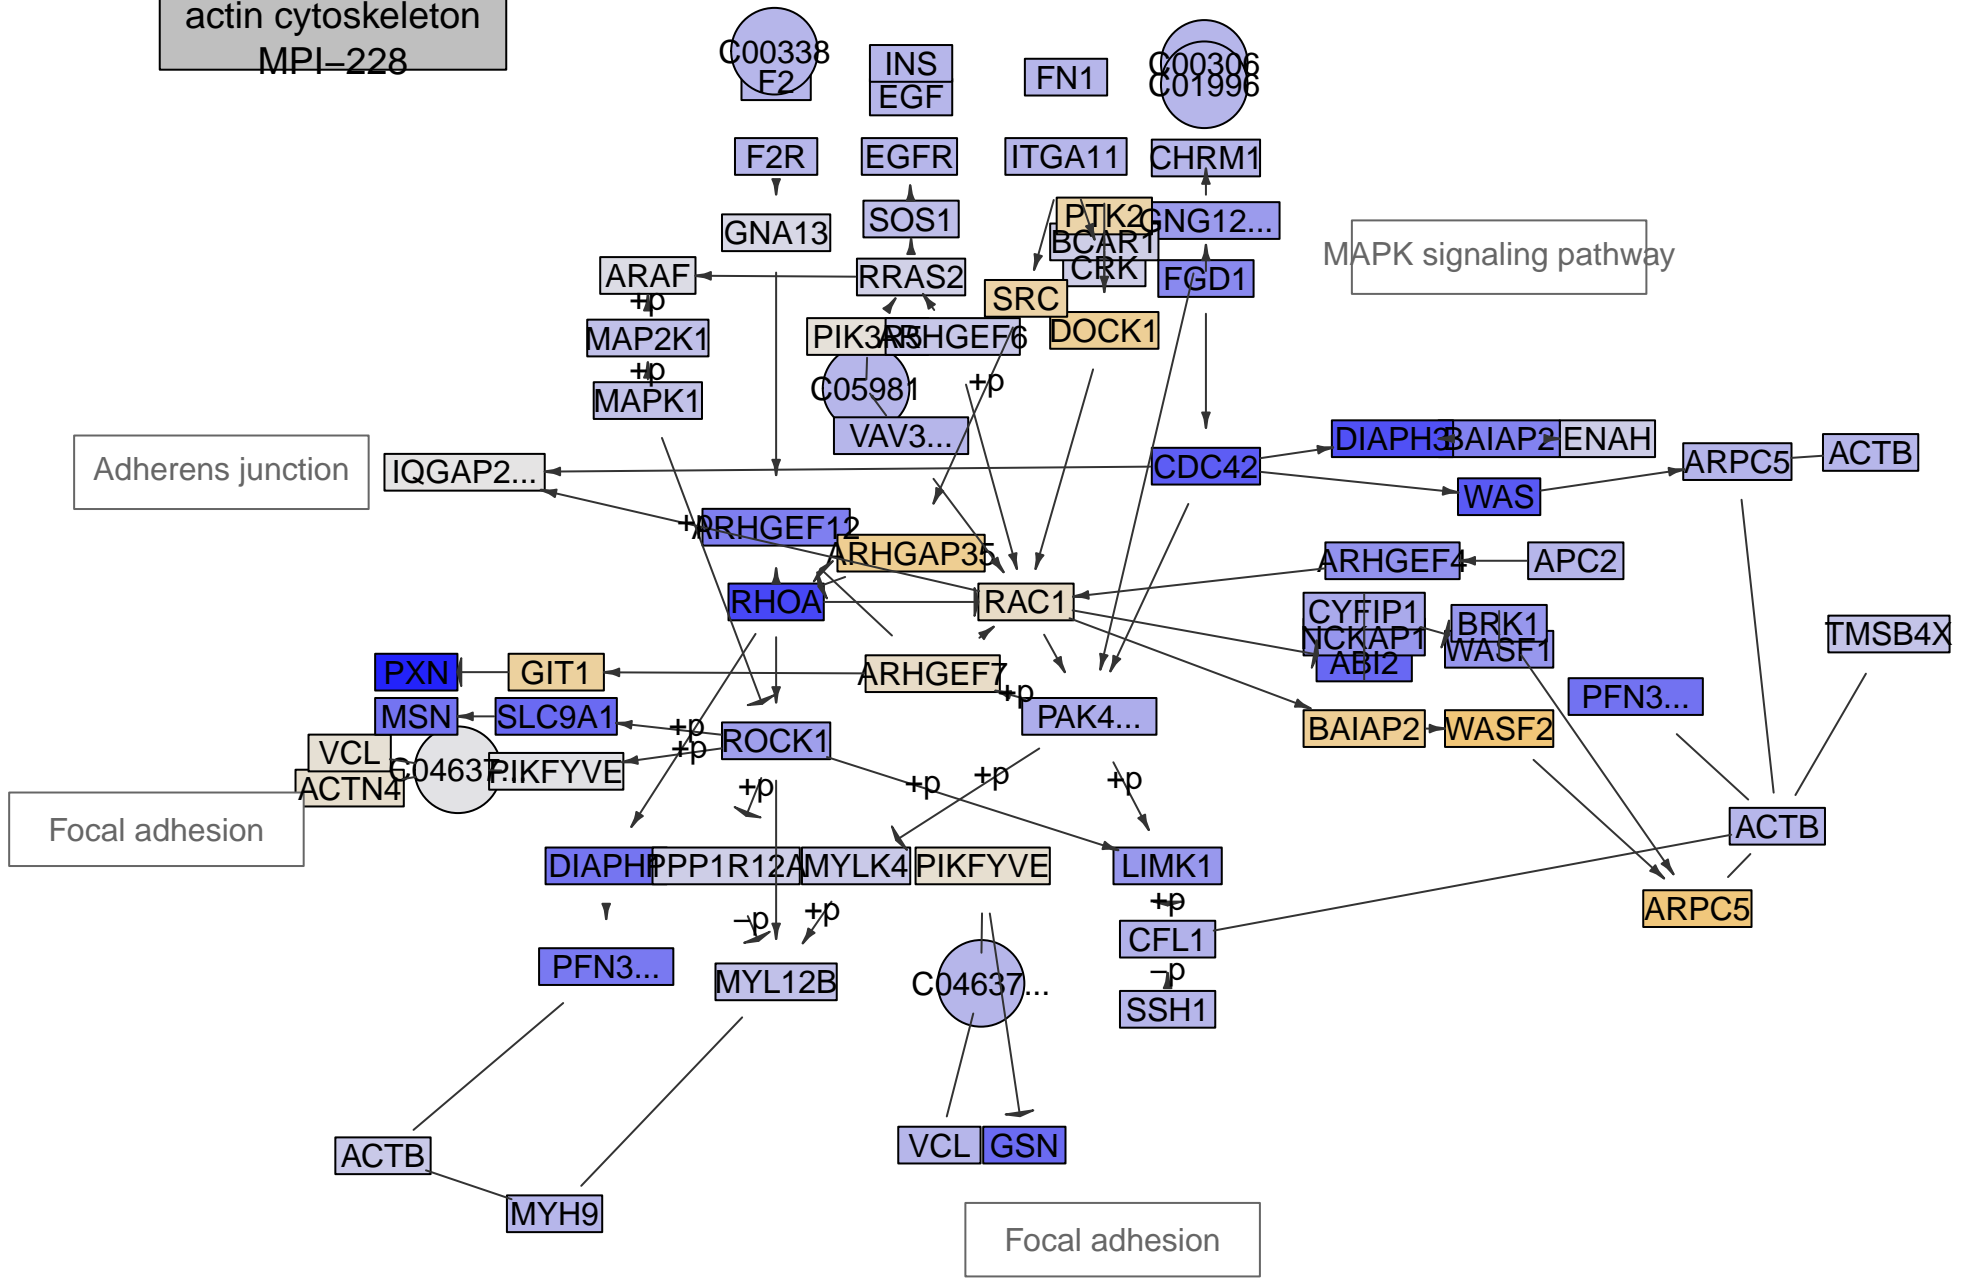 actin cytoskeleton
MPI−228
C00338
F2
INS
EGF
FN1
C00306
C01996
F2R
EGFR
ITGA11
CHRM1
GNA13
SOS1
PTK2
GNG12...
BCAR1
CRK
MAPK signaling pathway
ARAF
RRAS2
SRC
FGD1
+p
MAP2K1
PIK3R5
ARHGEF6
DOCK1
+p
MAPK1
C05981
+p
VAV3...
DIAPH3
BAIAP2
ENAH
ACTB
Adherens junction
IQGAP2...
CDC42
ARPC5
WAS
+p
ARHGEF12
ARHGAP35
ARHGEF4
APC2
RHOA
RAC1
CYFIP1
NCKAP1
ABI2
BRK1
WASF1
TMSB4X
PXN
GIT1
ARHGEF7
+p
PFN3...
MSN
SLC9A1
+p
ROCK1
PAK4...
BAIAP2
WASF2
VCL
+p
C04637...
PIKFYVE
ACTN4
+p
+p
+p
+p
Focal adhesion
ACTB
PPP1R12A
MYLK4
PIKFYVE
LIMK1
−p
+p
+p
ARPC5
CFL1
PFN3...
MYL12B
C04637...
−p
SSH1
ACTB
VCL
GSN
MYH9
Focal adhesion